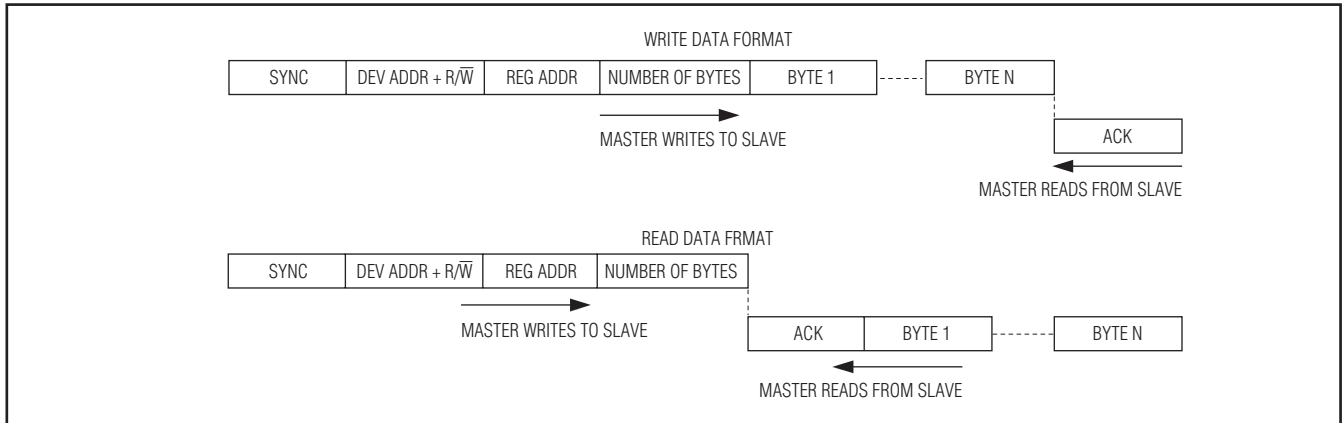 WRITE DATA FORMAT
SYNC DEV ADDR + R/W̅ REG ADDR NUMBER OF BYTES BYTE 1 BYTE N
MASTER WRITES TO SLAVE
ACK
MASTER READS FROM SLAVE
READ DATA FRMAT
SYNC DEV ADDR + R/W̅ REG ADDR NUMBER OF BYTES
MASTER WRITES TO SLAVE
ACK BYTE 1 BYTE N
MASTER READS FROM SLAVE